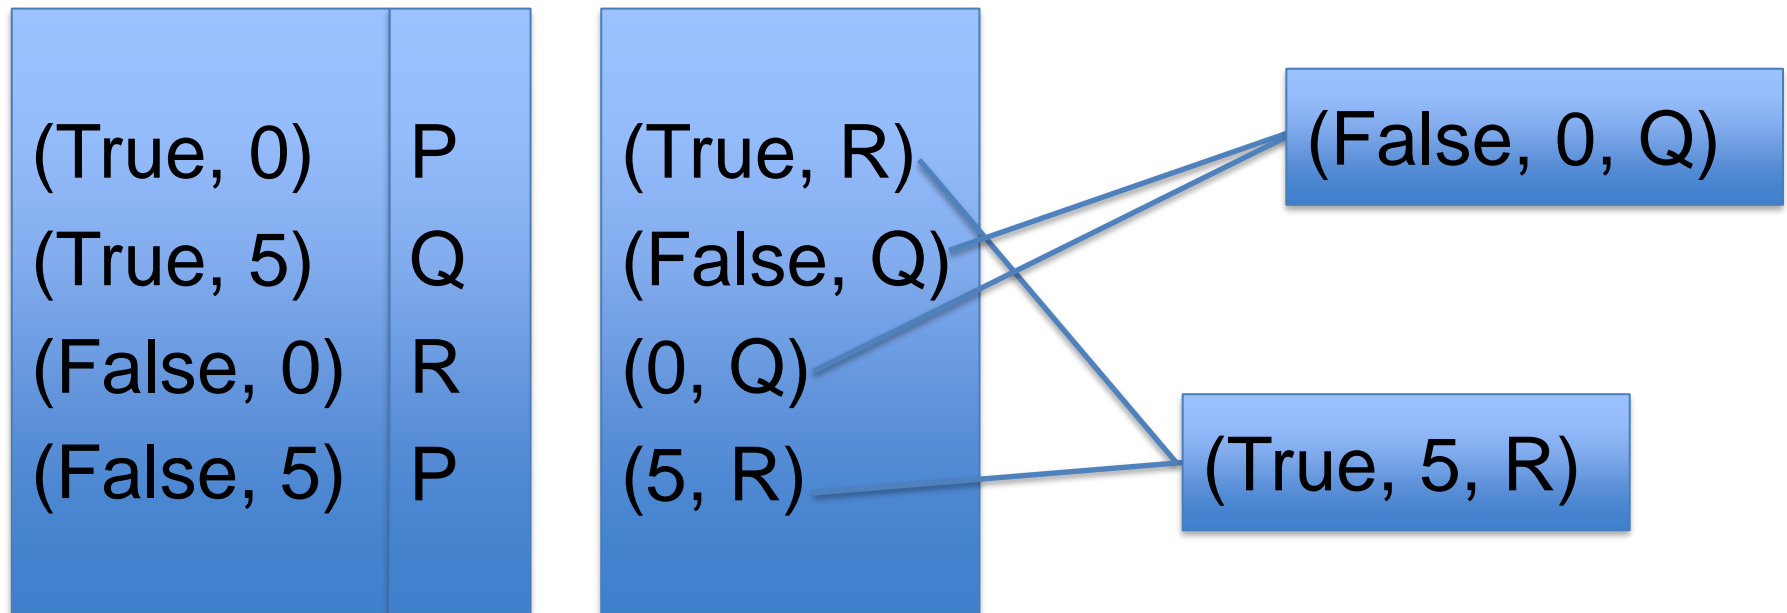 (True, 0) P
(True, 5) Q
(False, 0) R
(False, 5) P
(True, R)
(False, Q)
(0, Q)
(5, R)
(False, 0, Q)
(True, 5, R)